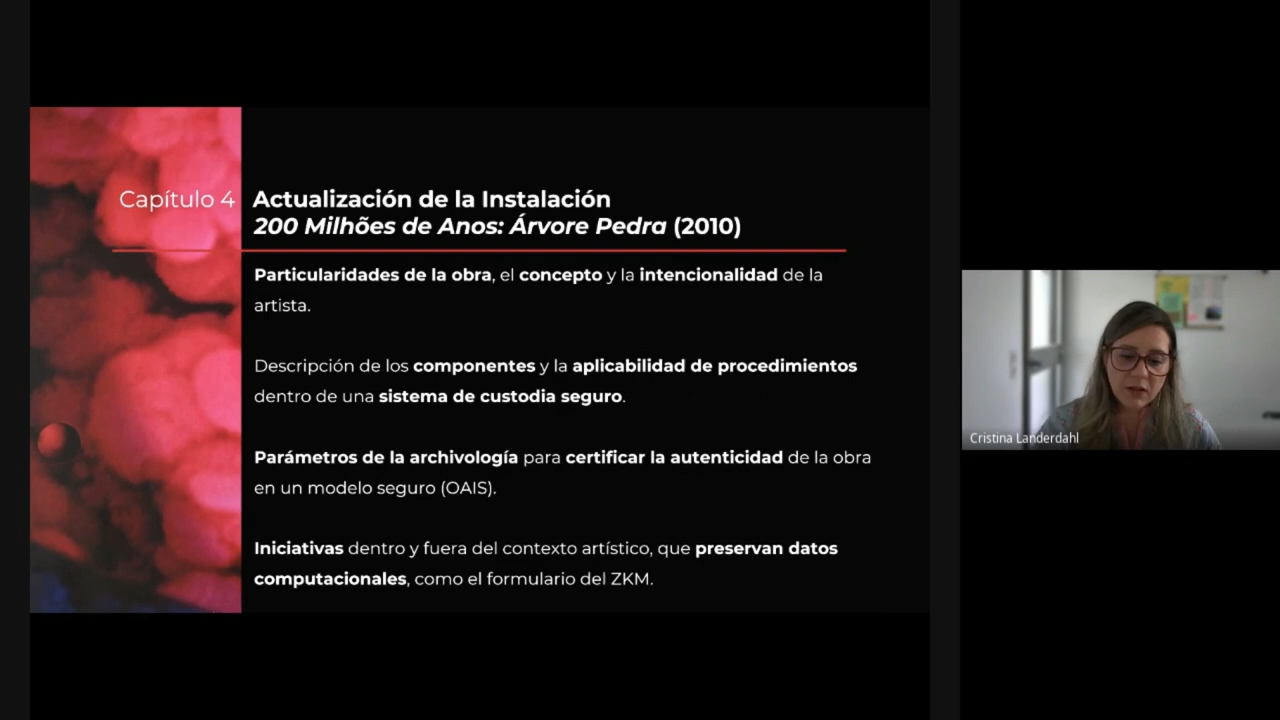 Capítulo 4
Actualización de la Instalación
200 Milhões de Anos: Árvore Pedra (2010)
Particularidades de la obra, el concepto y la intencionalidad de la
artista.
Descripción de los componentes y la aplicabilidad de procedimientos
dentro de una sistema de custodia seguro.
Parámetros de la archivología para certificar la autenticidad de la obra
en un modelo seguro (OAIS).
Iniciativas dentro y fuera del contexto artístico, que preservan datos
computacionales, como el formulario del ZKM.
Cristina Landerdahl